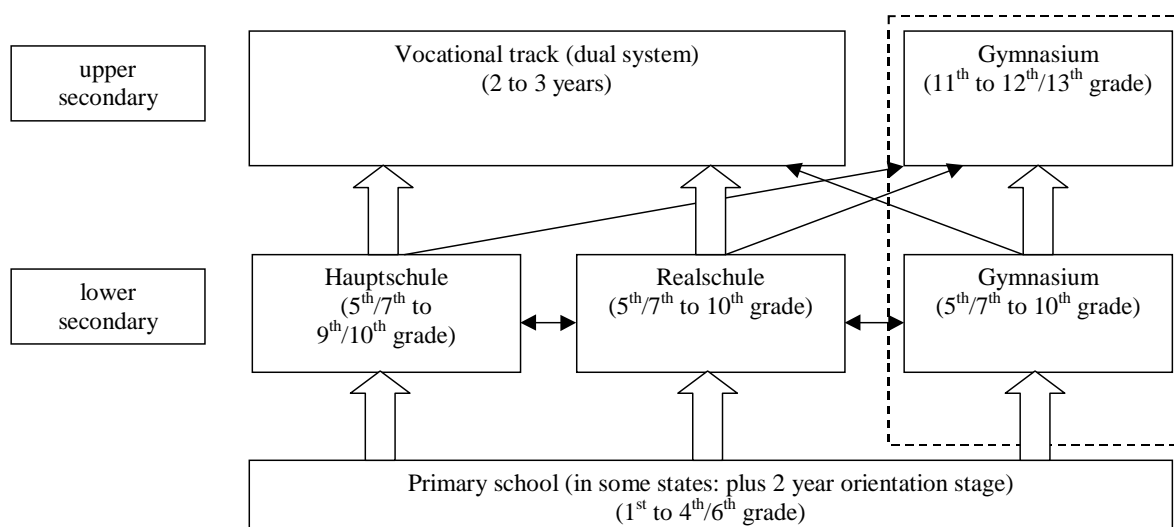 upper
secondary
Vocational track (dual system)
(2 to 3 years)
Gymnasium
(11th to 12th/13th grade)
lower
secondary
Hauptschule
(5th/7th to
9th/10th grade)
Realschule
(5th/7th to 10th grade)
Gymnasium
(5th/7th to 10th grade)
Primary school (in some states: plus 2 year orientation stage)
(1st to 4th/6th grade)